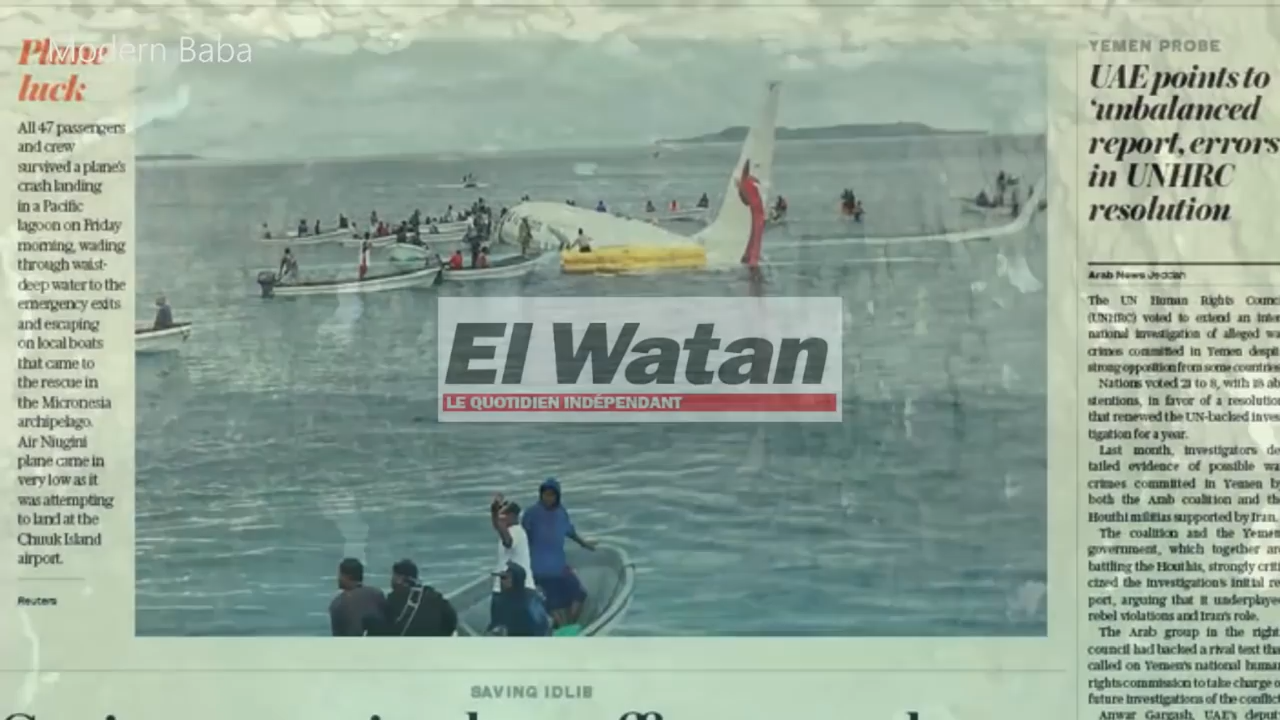 Modern Baba
Plane
luck
All 47 passengers
and crew
survived a plane's
crash landing
in a Pacific
lagoon on Friday
morning, wading
through waist-
deep water to the
emergency exits
and escaping
on local boats
that came to
the rescue in
the Micronesia
archipelago.
Air Niugini
plane came in
very low as it
was attempting
to land at the
Chuuk Island
airport.
Reuters
El Watan
LE QUOTIDIEN INDÉPENDANT
SAVING IDLIB
YEMEN PROBE
UAE points to
‘unbalanced
report, errors
in UNHRC
resolution
Arab News Jeddah
The UN Human Rights Counc
(UNHRC) voted to extend an inter
national investigation of alleged wa
crimes committed in Yemen despi
strong opposition from some countries
Nations voted 21 to 8, with 18 ab
stentions, in favor of a resolution
that renewed the UN-backed inves
tigation for a year.
Last month, investigators de
tailed evidence of possible wa
crimes committed in Yemen by
both the Arab coalition and the
Houthi militias supported by Iran.
The coalition and the Yemen
government, which together are
battling the Houthis, strongly criti
cized the investigation's initial re
port, arguing that it underplaye
rebel violations and Iran's role.
The Arab group in the right
council had backed a rival text tha
called on Yemen's national human
rights commission to take charge o
future investigations of the conflict
Anwar Gargash, UAE's deput